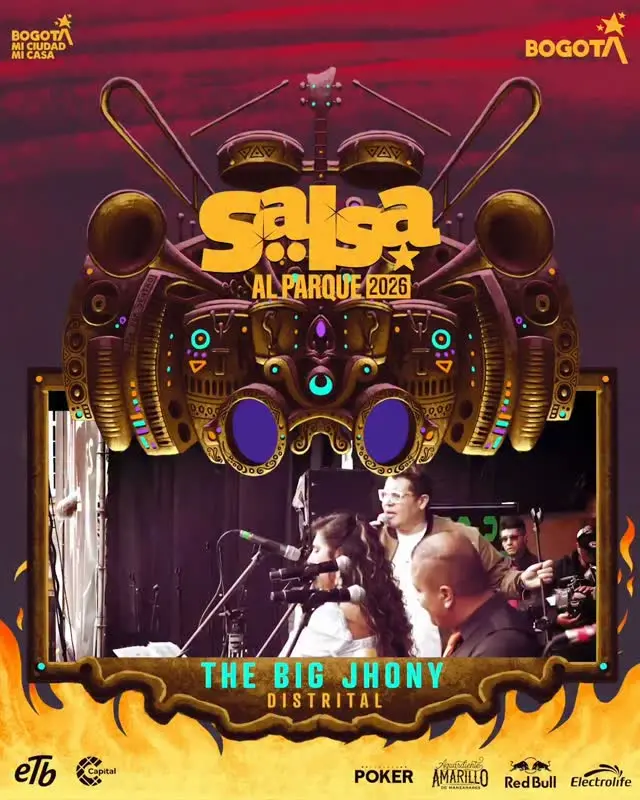 BOGOTÁ
MI CIUDAD
MI CASA
BOGOTÁ
Salsa
AL PARQUE 2026
THE BIG JHONY
DISTRITAL
eTb
Capital
POKER
Aguardiente
AMARILLO
DE MANZANARES
Red Bull
Electrolife